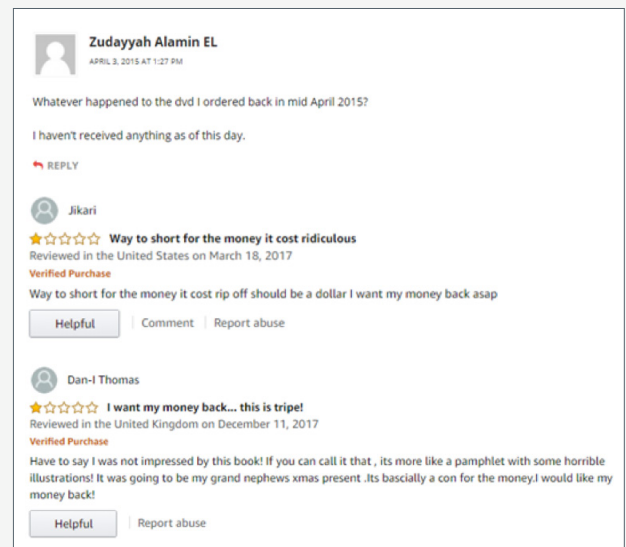 Zudayyah Alamin EL
APRIL 3, 2015 AT 1:27 PM
Whatever happened to the dvd I ordered back in mid April 2015?
I haven't received anything as of this day.
REPLY
Jikari
Way to short for the money it cost ridiculous
Reviewed in the United States on March 18, 2017
Verified Purchase
Way to short for the money it cost rip off should be a dollar I want my money back asap
Helpful | Comment | Report abuse
Dan-I Thomas
I want my money back... this is tripe!
Reviewed in the United Kingdom on December 11, 2017
Verified Purchase
Have to say I was not impressed by this book! If you can call it that , its more like a pamphlet with some horrible
illustrations! It was going to be my grand nephews xmas present .Its bascially a con for the money.I would like my
money back!
Helpful | Report abuse